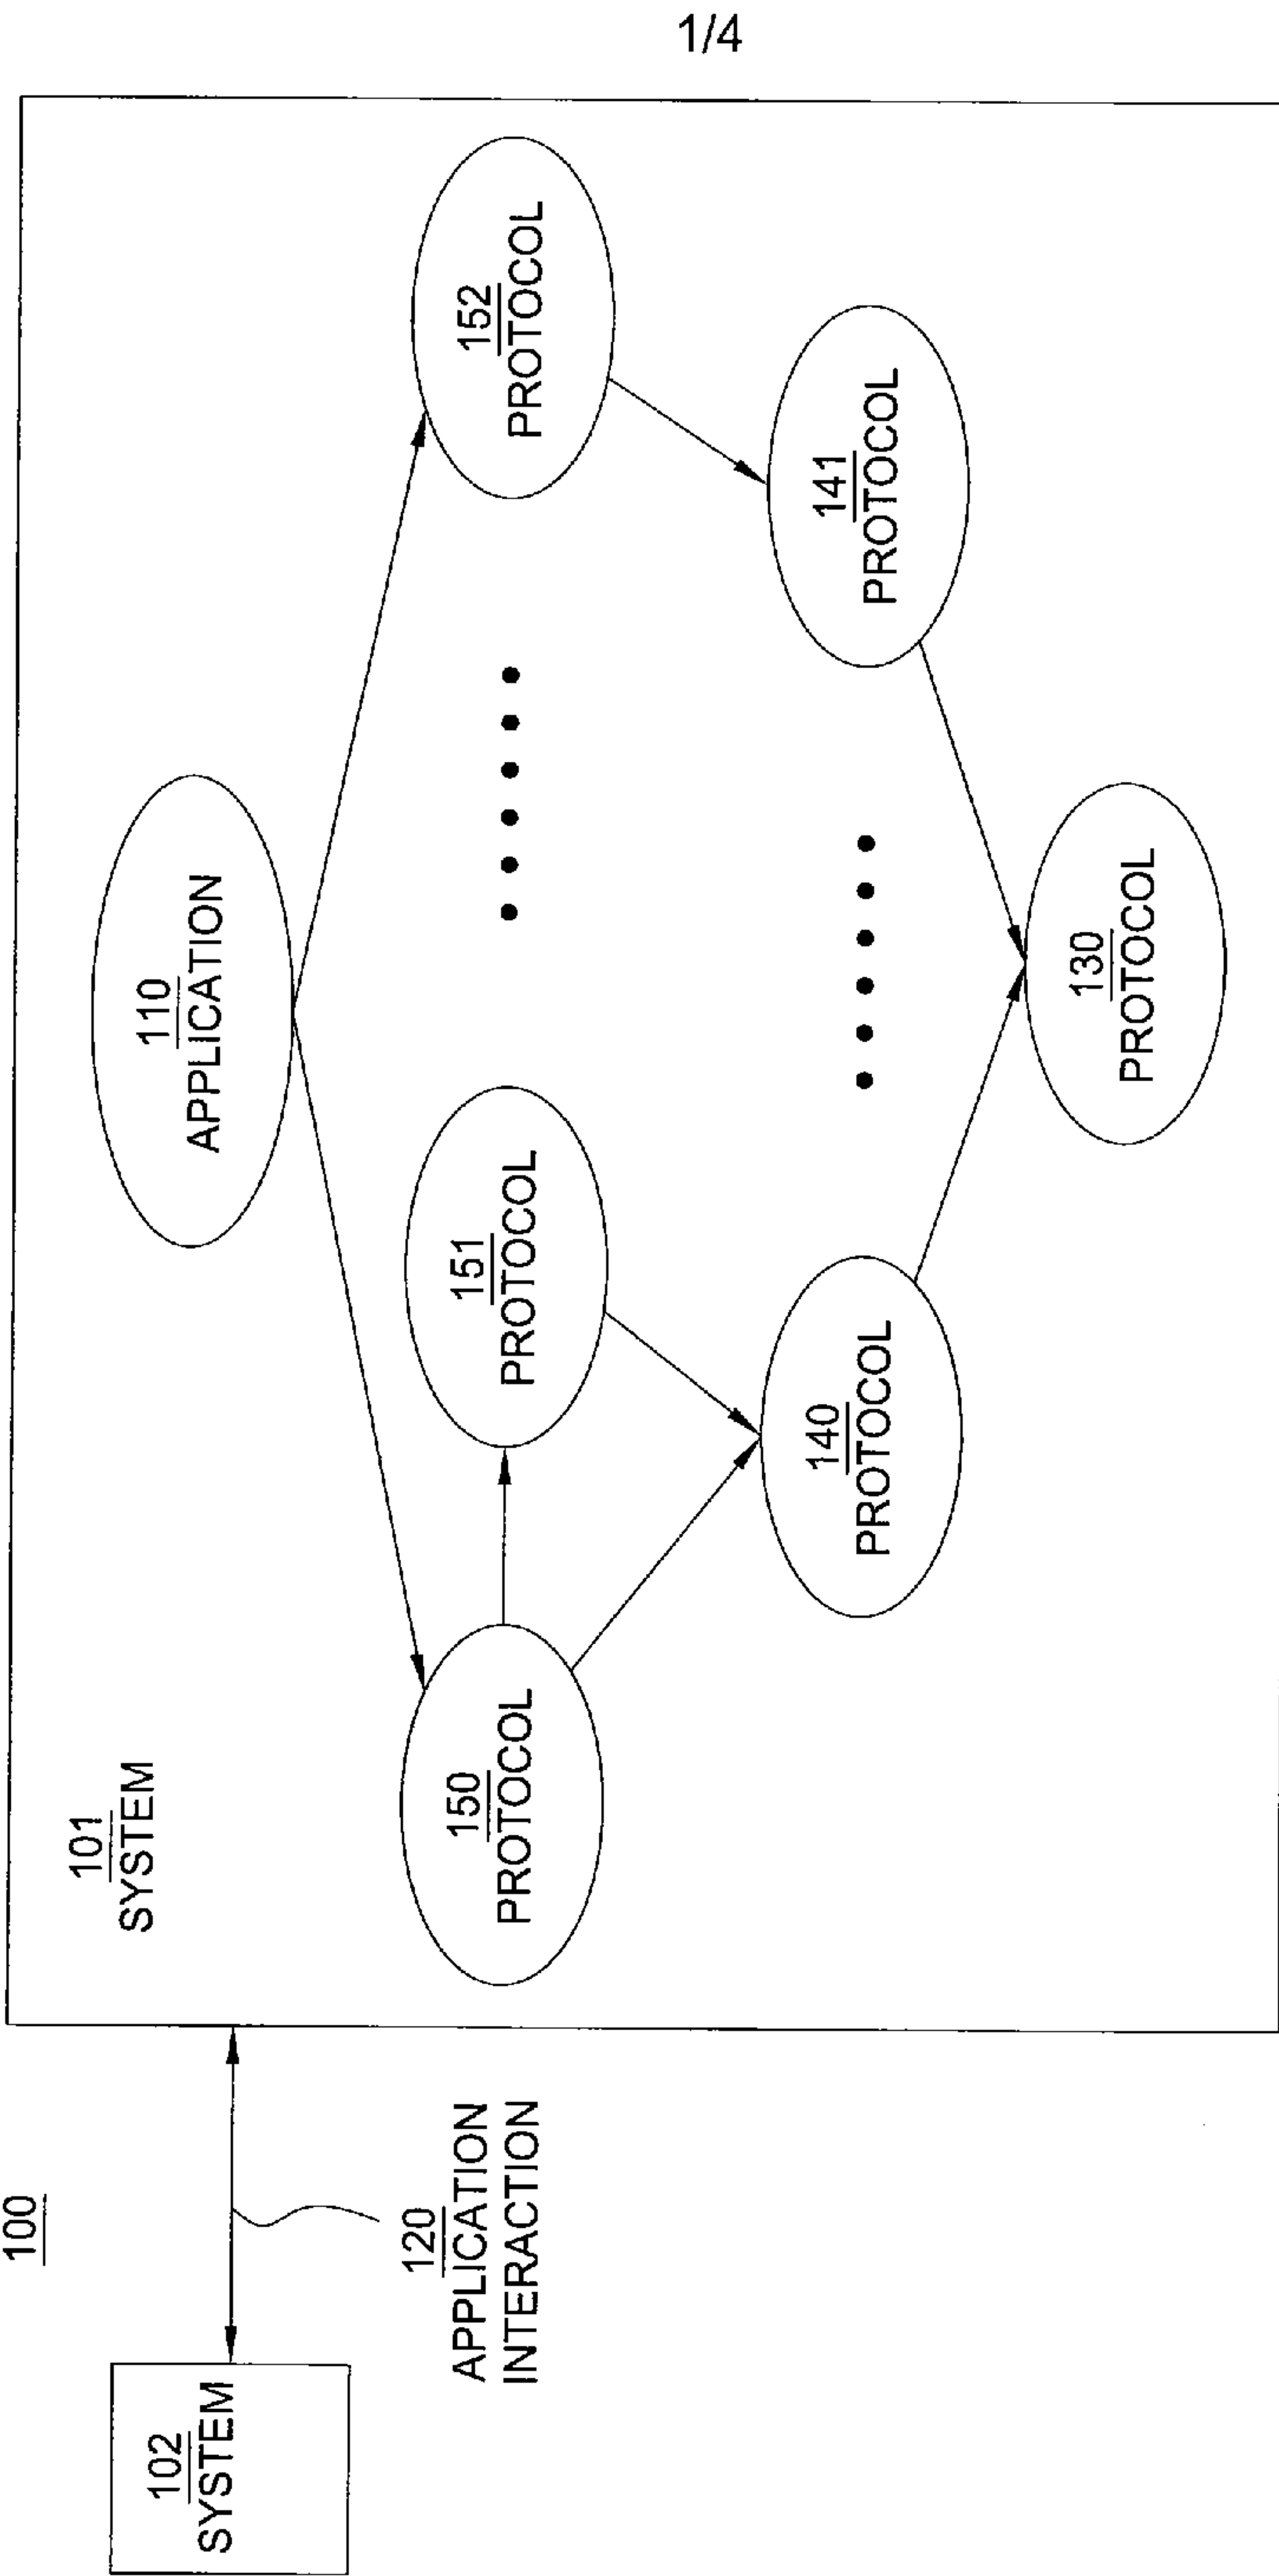 1/4
100
102
SYSTEM
120
APPLICATION
INTERACTION
101
SYSTEM
110
APPLICATION
150
PROTOCOL
151
PROTOCOL
152
PROTOCOL
140
PROTOCOL
141
PROTOCOL
130
PROTOCOL